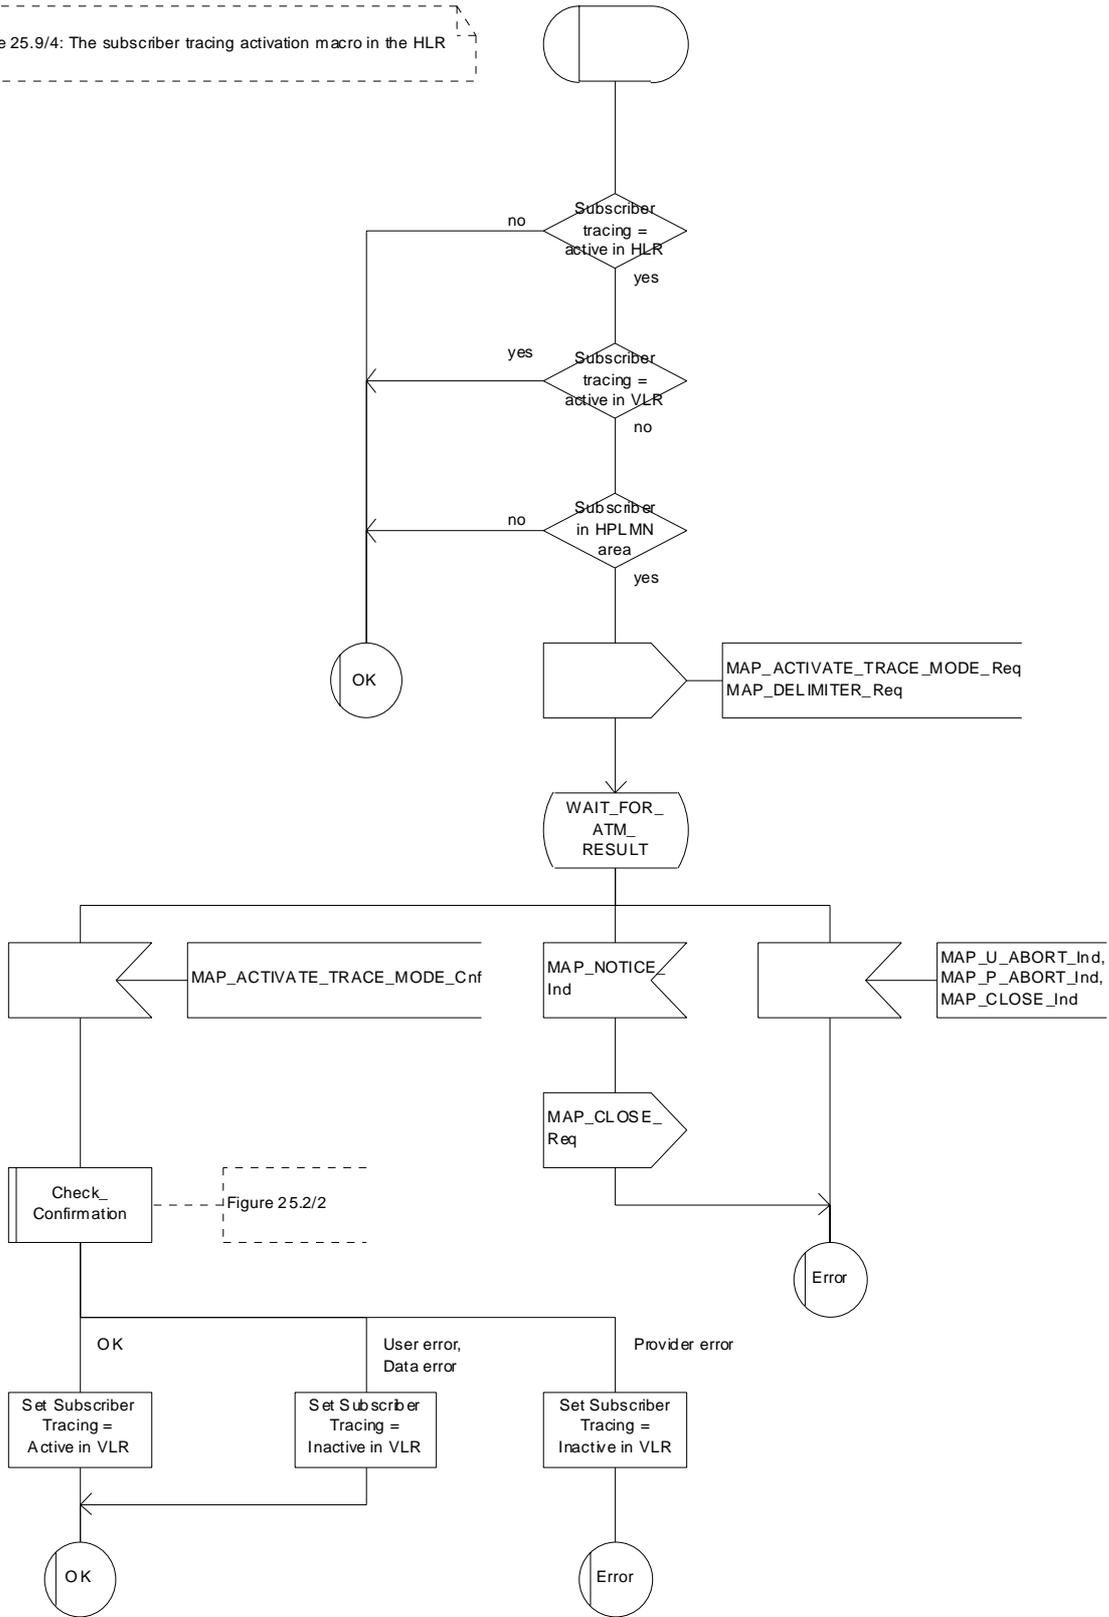 e 25.9/4: The subscriber tracing activation macro in the HLR
Subscriber
tracing =
active in HLR
no
yes
Subscriber
tracing =
active in VLR
yes
no
Subscriber
in HPLMN
area
no
yes
OK
MAP_ACTIVATE_TRACE_MODE_Req
MAP_DELIMITER_Req
WAIT_FOR_
ATM_
RESULT
MAP_ACTIVATE_TRACE_MODE_Cnf
MAP_NOTICE_
Ind
MAP_U_ABORT_Ind,
MAP_P_ABORT_Ind,
MAP_CLOSE_Ind
MAP_CLOSE_
Req
Check_
Confirmation
Figure 25.2/2
Error
OK
User error,
Data error
Provider error
Set Subscriber
Tracing =
Active in VLR
Set Subscriber
Tracing =
Inactive in VLR
Set Subscriber
Tracing =
Inactive in VLR
OK
Error